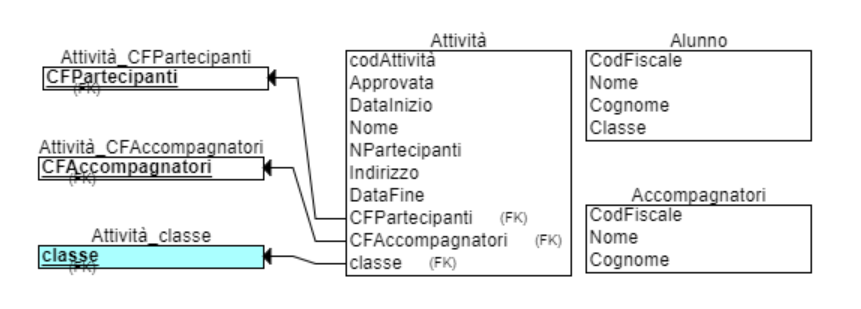 Attività_CFPartecipanti
CFPartecipanti
(FK)
Attività_CFAccompagnatori
CFAccompagnatori
(FK)
Attività_classe
classe
(FK)
Attività
codAttività
Approvata
DataInizio
Nome
NPartecipanti
Indirizzo
DataFine
CFPartecipanti (FK)
CFAccompagnatori (FK)
classe (FK)
Alunno
CodFiscale
Nome
Cognome
Classe
Accompagnatori
CodFiscale
Nome
Cognome